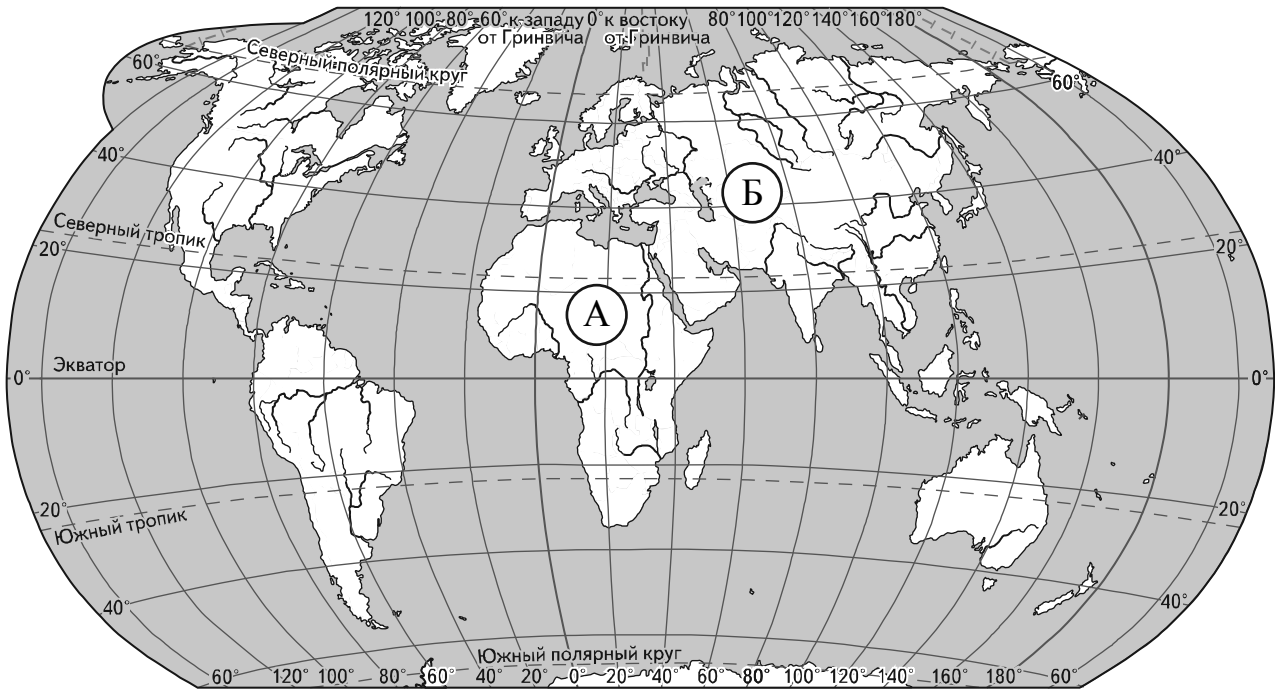 120° 100° 80° 60° к западу 0° к востоку 80° 100° 120° 140° 160° 180°
от Гринвича от Гринвича
Северный полярный круг
60° 60°
40° 40°
Б
Северный тропик
20° 20°
А
Экватор
0° 0°
20° 20°
Южный тропик
40° 40°
Южный полярный круг
60° 120° 100° 80° 60° 40° 20° 0° 20° 40° 60° 80° 100° 120° 140° 160° 180° 60°